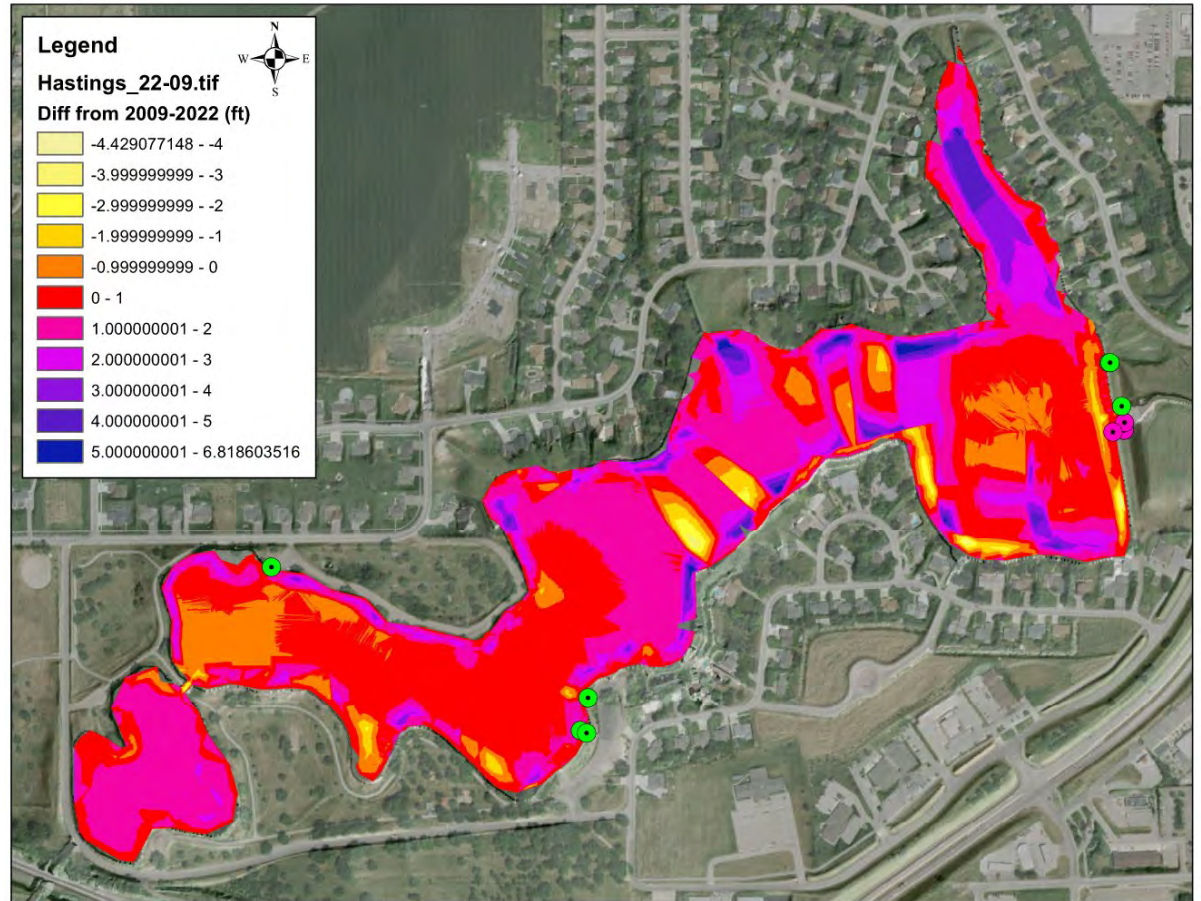 Legend
N
W E
S
Hastings_22-09.tif
Diff from 2009-2022 (ft)
-4.429077148 - -4
-3.999999999 - -3
-2.999999999 - -2
-1.999999999 - -1
-0.999999999 - 0
0 - 1
1.000000001 - 2
2.000000001 - 3
3.000000001 - 4
4.000000001 - 5
5.000000001 - 6.818603516